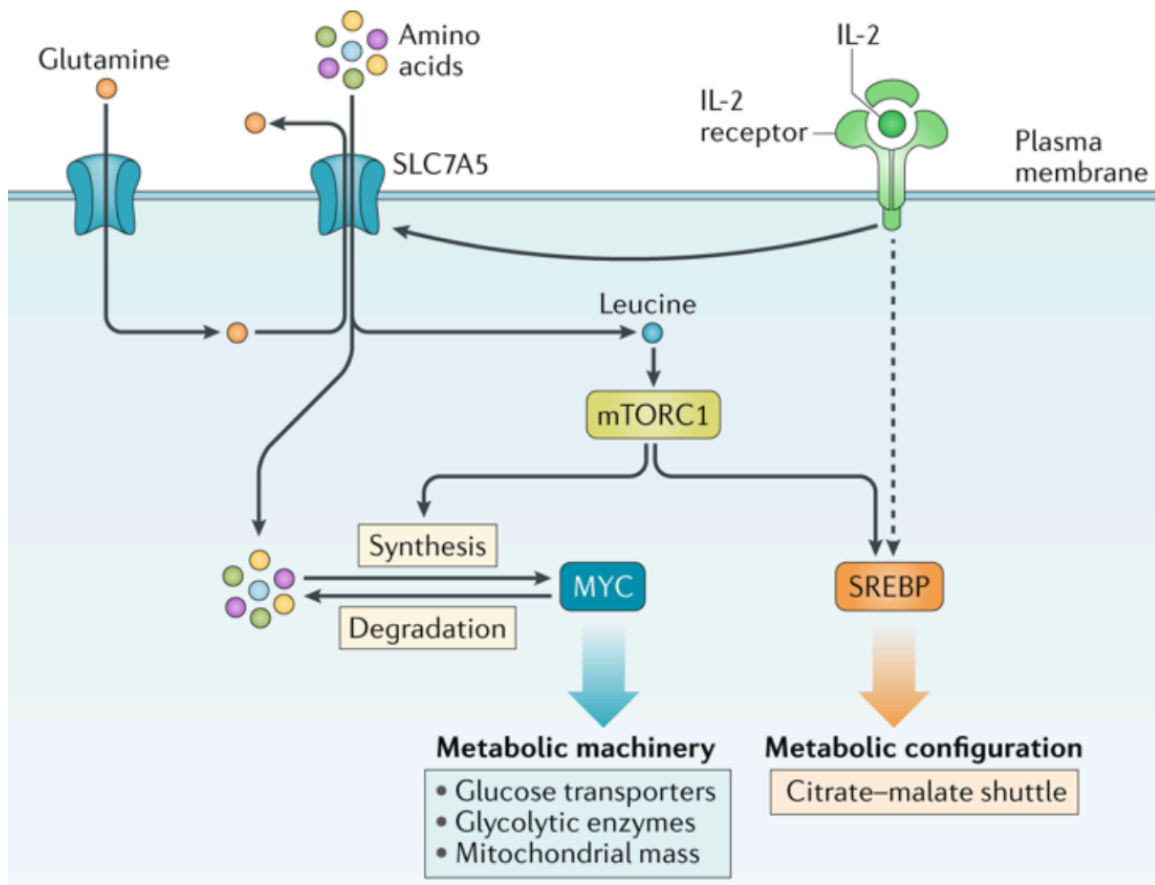 Glutamine
Amino
acids
IL-2
IL-2
receptor
Plasma
membrane
SLC7A5
Leucine
mTORC1
Synthesis
MYC
SREBP
Degradation
Metabolic machinery
• Glucose transporters
• Glycolytic enzymes
• Mitochondrial mass
Metabolic configuration
Citrate–malate shuttle